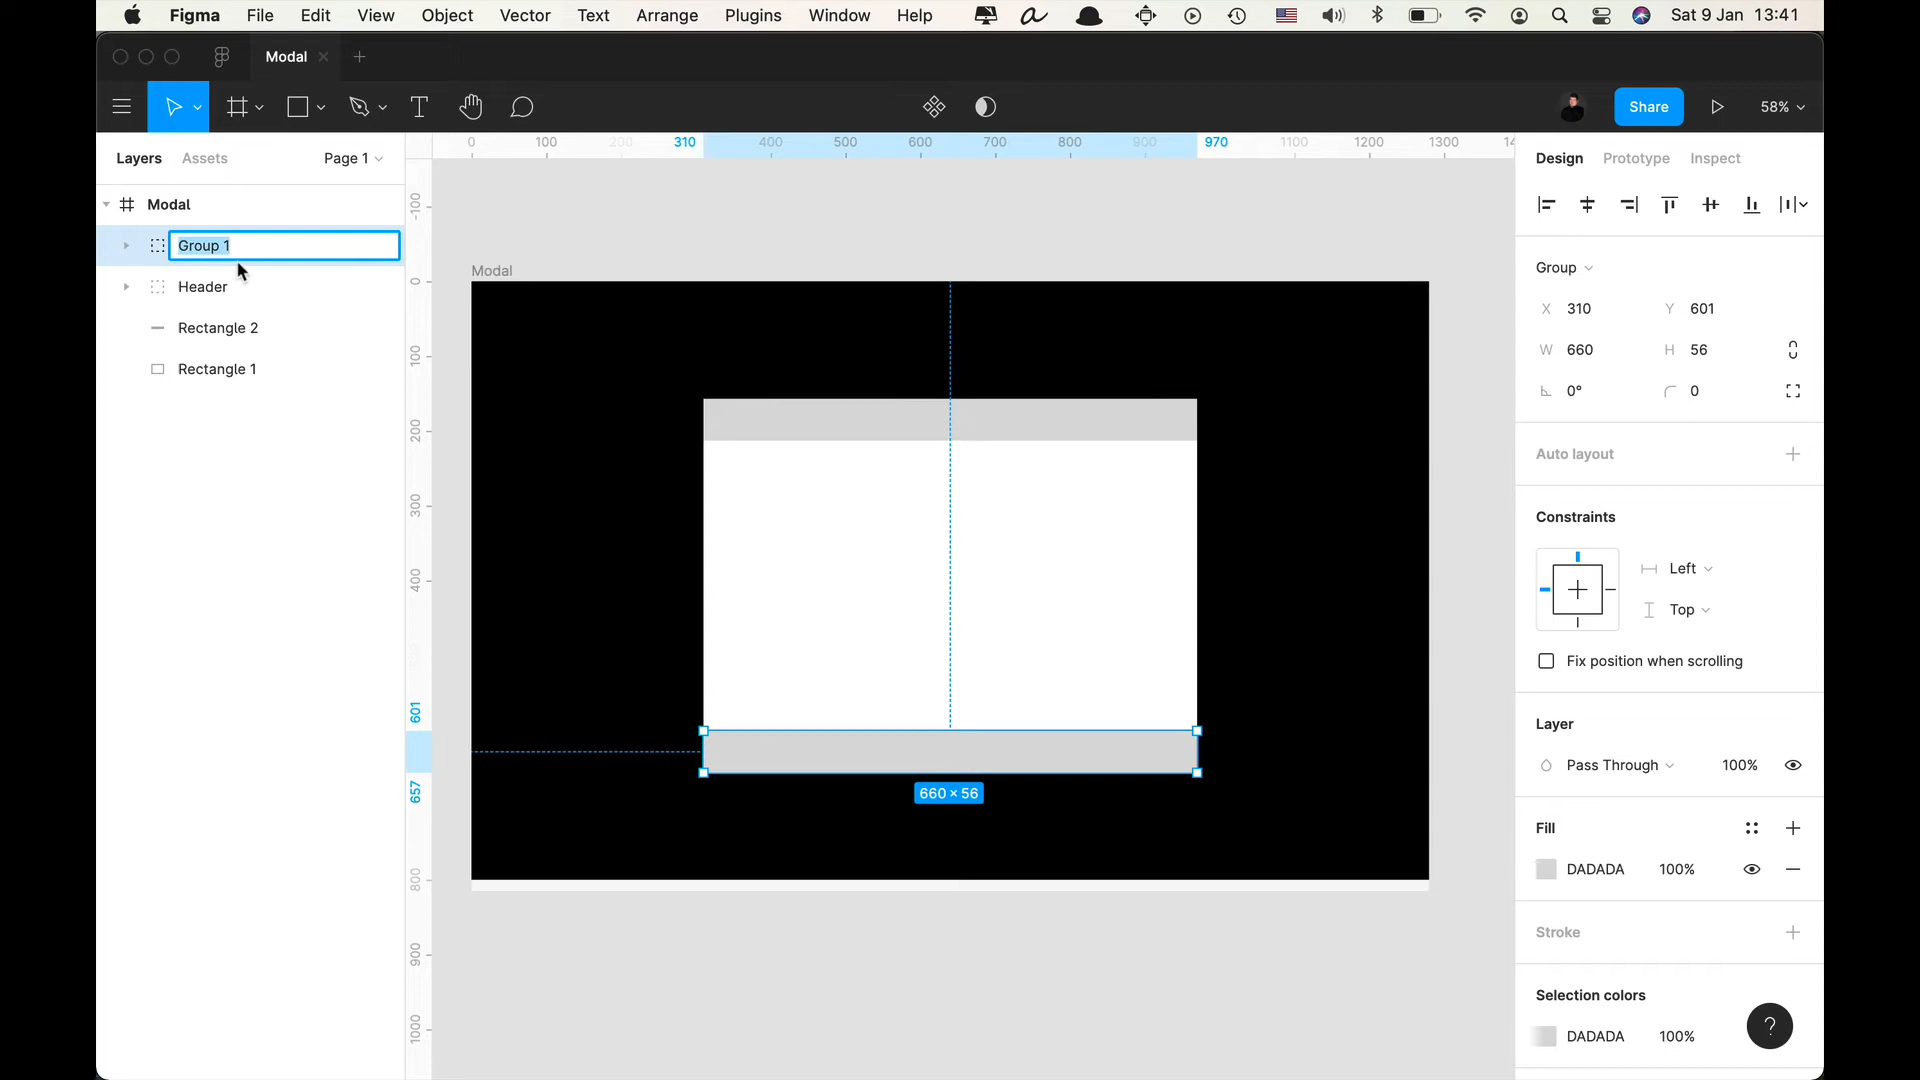 Figma File Edit View Object Vector Text Arrange Plugins Window Help Sat 9 Jan 13:41
Modal
Share 58%
Layers Assets Page 1
Modal
Group 1
Header
Rectangle 2
Rectangle 1
0 100 200 310 400 500 600 700 800 900 970 1100 1200 1300
-100
0
100
200
300
400
601
657
800
900
1000
Modal
660 × 56
Design Prototype Inspect
Group
X 310 Y 601
W 660 H 56
0° 0
Auto layout
Constraints
Left
Top
Fix position when scrolling
Layer
Pass Through 100%
Fill
DADADA 100%
Stroke
Selection colors
DADADA 100%
?